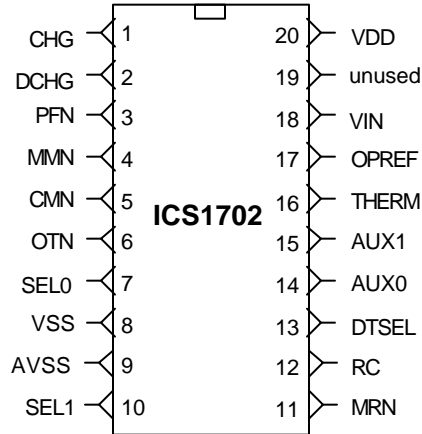 CHG 1 20 VDD
DCHG 2 19 unused
PFN 3 18 VIN
MMN 4 17 OPREF
CMN 5 16 THERM
ICS1702
OTN 6 15 AUX1
SEL0 7 14 AUX0
VSS 8 13 DTSEL
AVSS 9 12 RC
SEL1 10 11 MRN